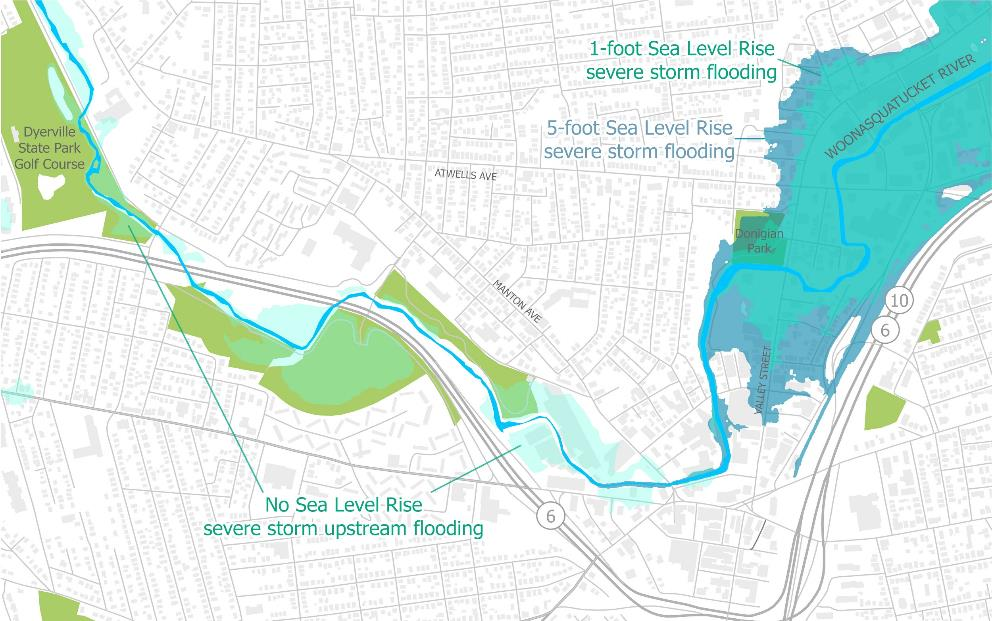 1-foot Sea Level Rise
severe storm flooding
WOONASQUATUCKET RIVER
5-foot Sea Level Rise
severe storm flooding
Dyerville
State Park
Golf Course
ATWELLS AVE
Donigian
Park
MANTON AVE
10
6
VALLEY STREET
No Sea Level Rise
severe storm upstream flooding
6